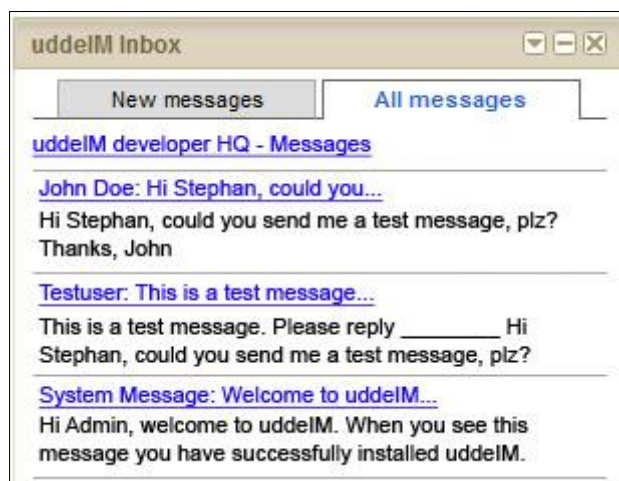 uddeIM Inbox
New messages All messages
uddeIM developer HQ - Messages
John Doe: Hi Stephan, could you...
Hi Stephan, could you send me a test message, plz?
Thanks, John
Testuser: This is a test message...
This is a test message. Please reply _________ Hi
Stephan, could you send me a test message, plz?
System Message: Welcome to uddeIM...
Hi Admin, welcome to uddeIM. When you see this
message you have successfully installed uddeIM.